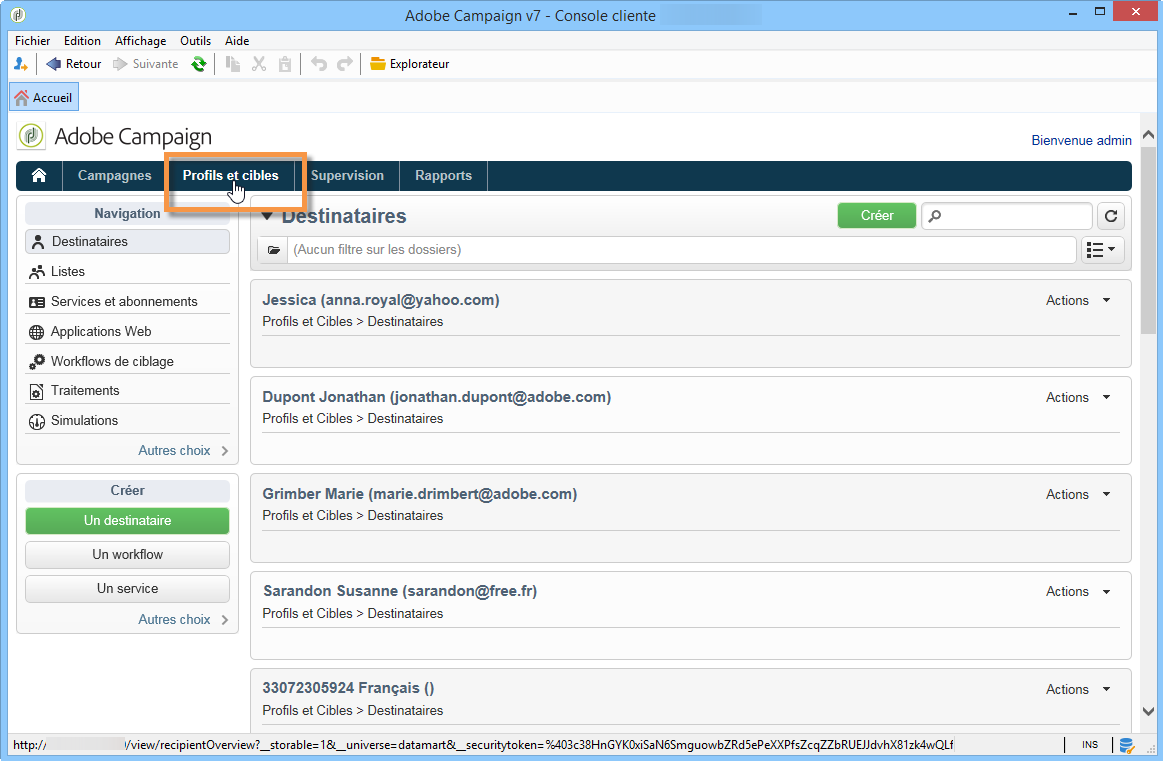 Adobe Campaign v7 - Console cliente
Fichier Edition Affichage Outils Aide
Retour Suivante Explorateur
Accueil
Adobe Campaign
Bienvenue admin
Campagnes Profils et cibles Supervision Rapports
Navigation
Destinataires
Listes
Services et abonnements
Applications Web
Workflows de ciblage
Traitements
Simulations
Autres choix
Créer
Un destinataire
Un workflow
Un service
Autres choix
Destinataires
Créer
(Aucun filtre sur les dossiers)
Jessica (anna.royal@yahoo.com)
Actions
Profils et Cibles > Destinataires
Dupont Jonathan (jonathan.dupont@adobe.com)
Actions
Profils et Cibles > Destinataires
Grimber Marie (marie.drimbert@adobe.com)
Actions
Profils et Cibles > Destinataires
Sarandon Susanne (sarandon@free.fr)
Actions
Profils et Cibles > Destinataires
33072305924 Français ()
Actions
Profils et Cibles > Destinataires
http:/ /view/recipientOverview?__storable=1&__universe=datamart&__securitytoken=%403c38HnGYK0xiSaN6SmguowbZRd5ePeXXPfsZcqZZbRUEJJdvhX81zk4wQLf
INS